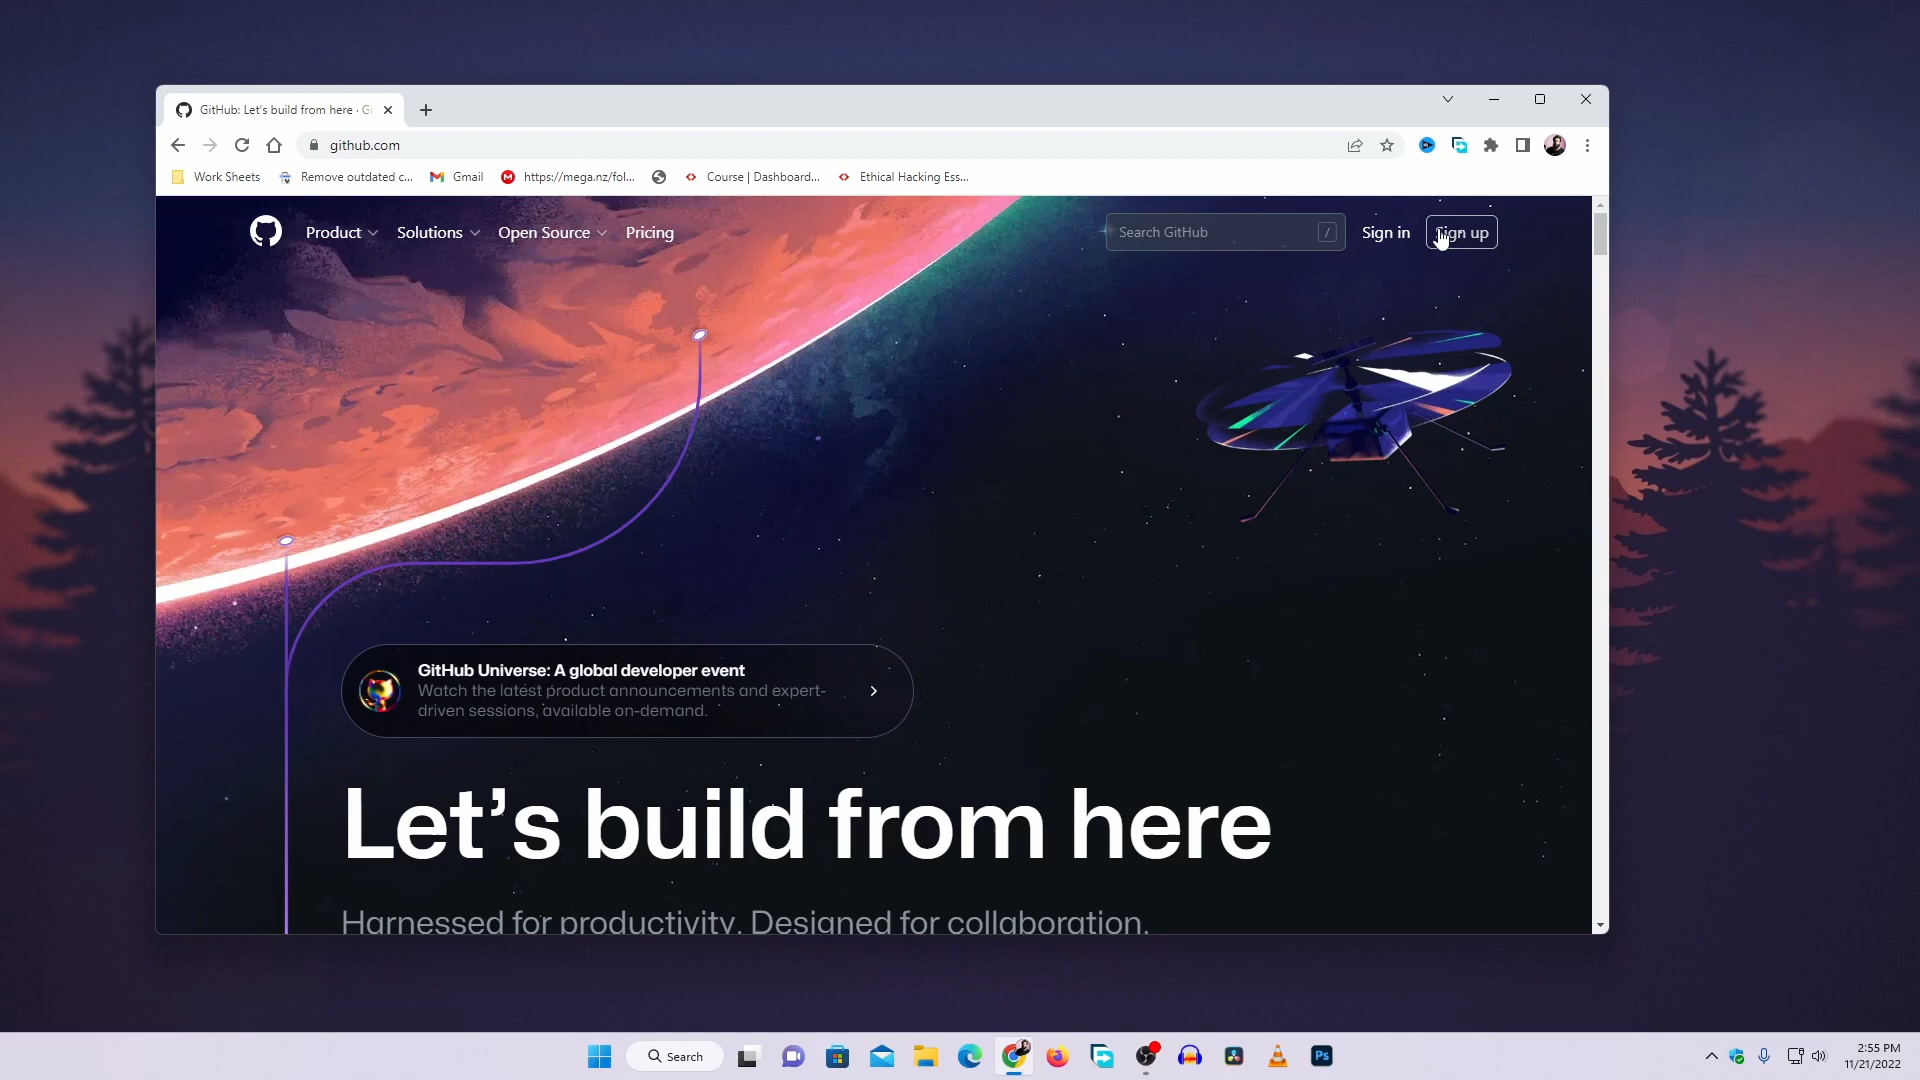 GitHub: Let's build from here · Gi
github.com
Work Sheets
Remove outdated c...
Gmail
https://mega.nz/fol...
Course | Dashboard...
Ethical Hacking Ess...
Product
Solutions
Open Source
Pricing
Search GitHub
/
Sign in
Sign up
GitHub Universe: A global developer event
Watch the latest product announcements and expert-
driven sessions, available on-demand.
Let's build from here
Harnessed for productivity. Designed for collaboration.
Search
Ps
2:55 PM
11/21/2022